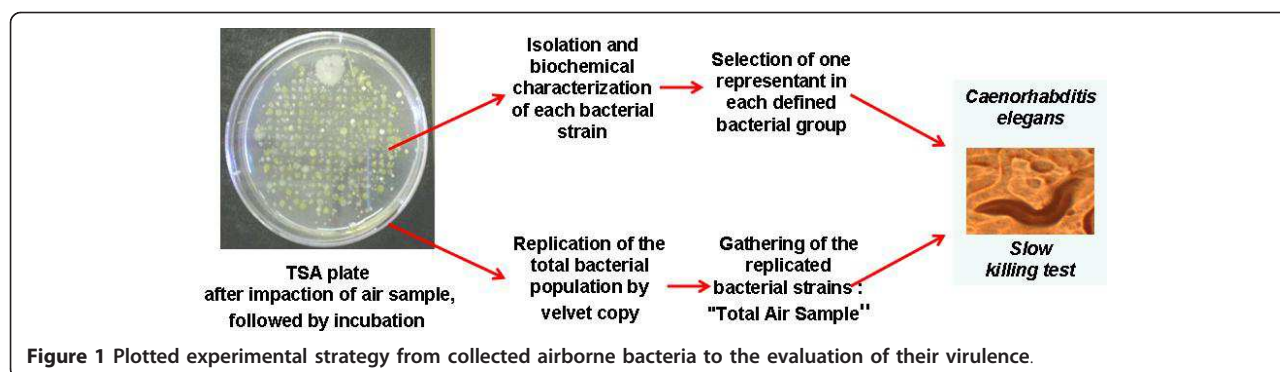 Isolation and
biochemical
characterization
of each bacterial
strain
Selection of one
representant in
each defined
bacterial group
Caenorhabditis
elegans
Slow
killing test
TSA plate
after impaction of air sample,
followed by incubation
Replication of the
total bacterial
population by
velvet copy
Gathering of the
replicated
bacterial strains :
"Total Air Sample"
Figure 1 Plotted experimental strategy from collected airborne bacteria to the evaluation of their virulence.